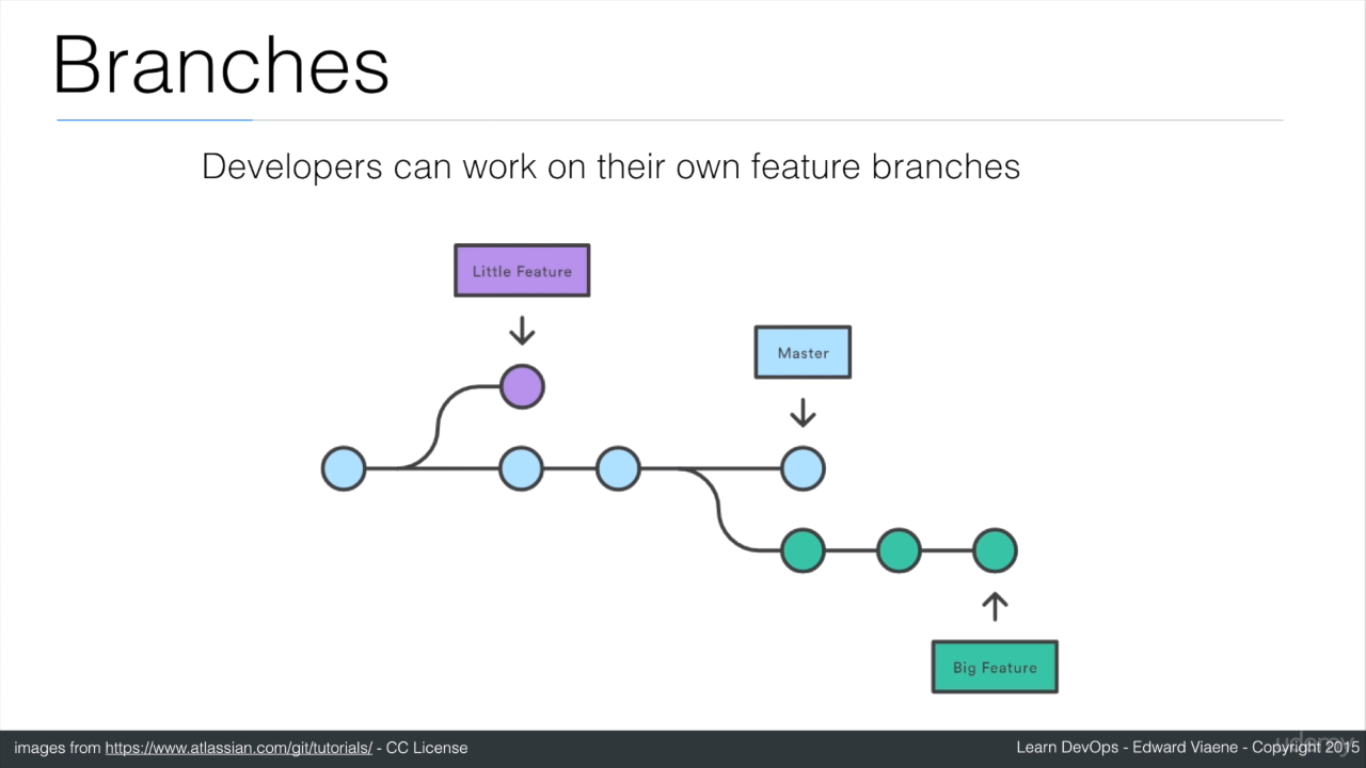 Branches
Developers can work on their own feature branches
Little Feature
Master
Big Feature
images from https://www.atlassian.com/git/tutorials/ - CC License
Learn DevOps - Edward Viaene - Copyright 2015
udemy